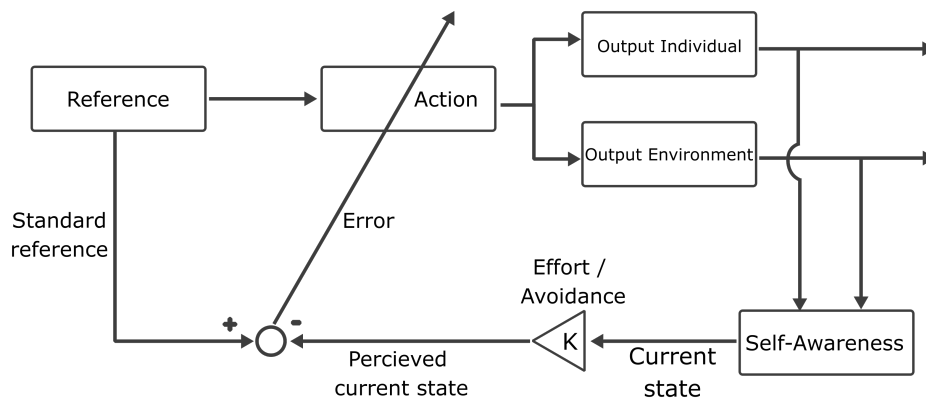 Output Individual
Reference
Action
Output Environment
Standard
reference
Error
Effort /
Avoidance
+
-
K
Self-Awareness
Percieved
current state
Current
state